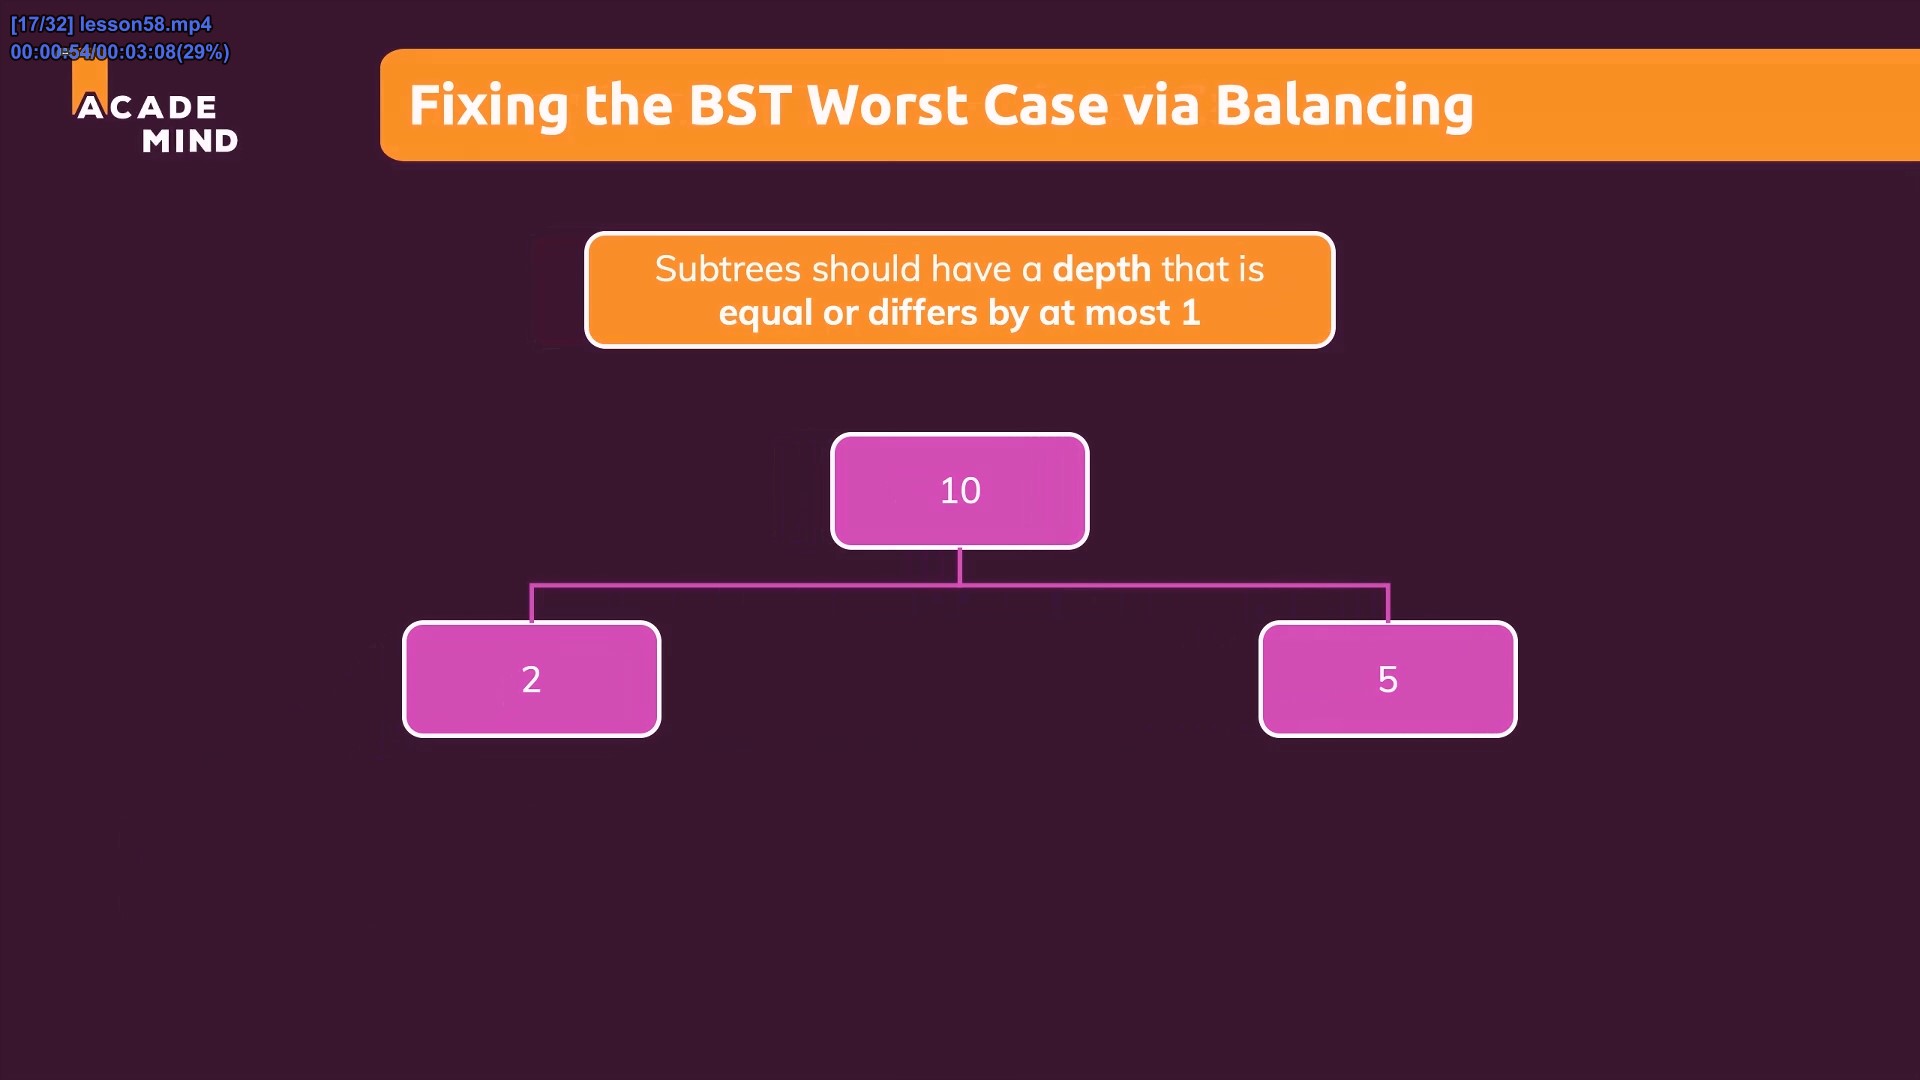 [17/32] lesson58.mp4
00:00:54/00:03:08(29%)
ACADE
MIND
Fixing the BST Worst Case via Balancing
Subtrees should have a depth that is
equal or differs by at most 1
10
2
5